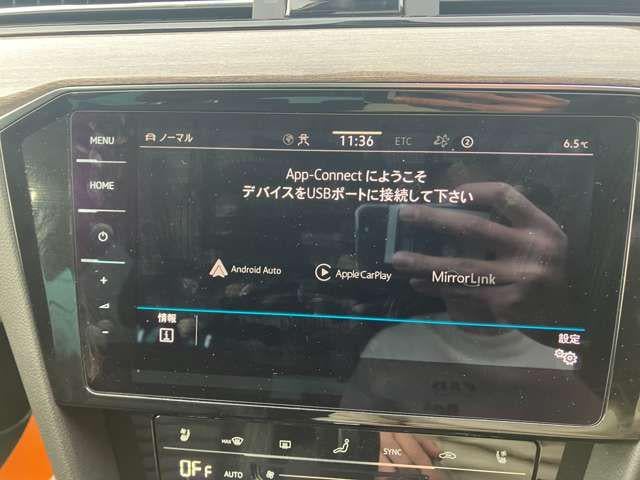 MENU
ノーマル
11:36
ETC
2
6.5℃
App-Connect にようこそ
デバイスをUSBポートに接続して下さい
HOME
Android Auto
Apple CarPlay
MirrorLink
+
-
情報
i
設定
MAX
SYNC
OFF
AUTO